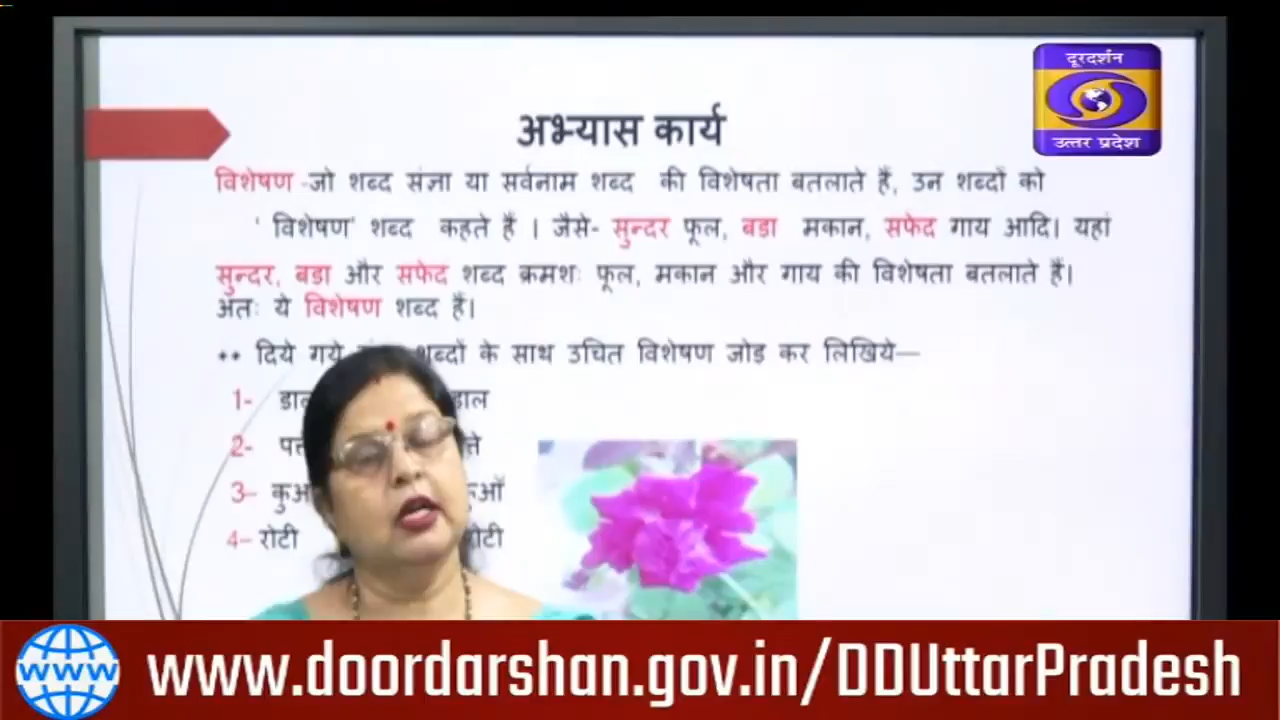 दूरदर्शन
उत्तर प्रदेश
अभ्यास कार्य
विशेषण -जो शब्द संज्ञा या सर्वनाम शब्द की विशेषता बतलाते हैं, उन शब्दों को
' विशेषण' शब्द कहते हैं । जैसे- सुन्दर फूल, बडा मकान, सफेद गाय आदि। यहां
सुन्दर, बडा और सफेद शब्द क्रमशः फूल, मकान और गाय की विशेषता बतलाते हैं।
अतः ये विशेषण शब्द हैं।
** दिये गये शब्दों के साथ उचित विशेषण जोड़ कर लिखिये—
1-
2-
3-
4- रोटी
www www.doordarshan.gov.in/DDUttarPradesh